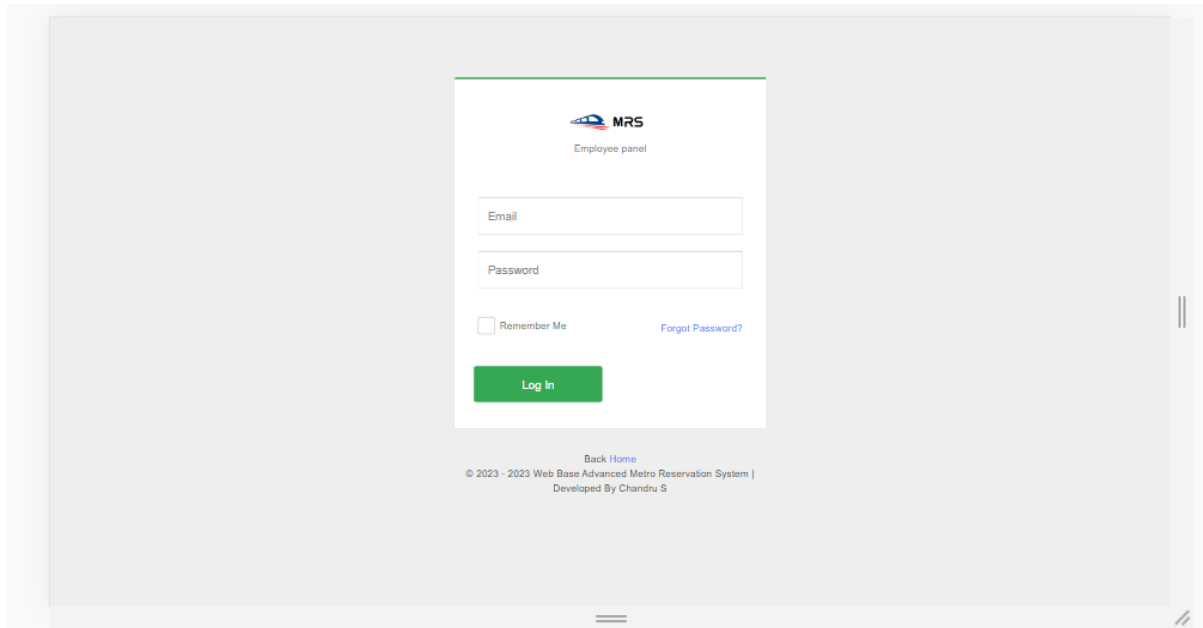 MRS
Employee panel
Email
Password
Remember Me
Forgot Password?
Log In
Back Home
© 2023 - 2023 Web Base Advanced Metro Reservation System |
Developed By Chandru S